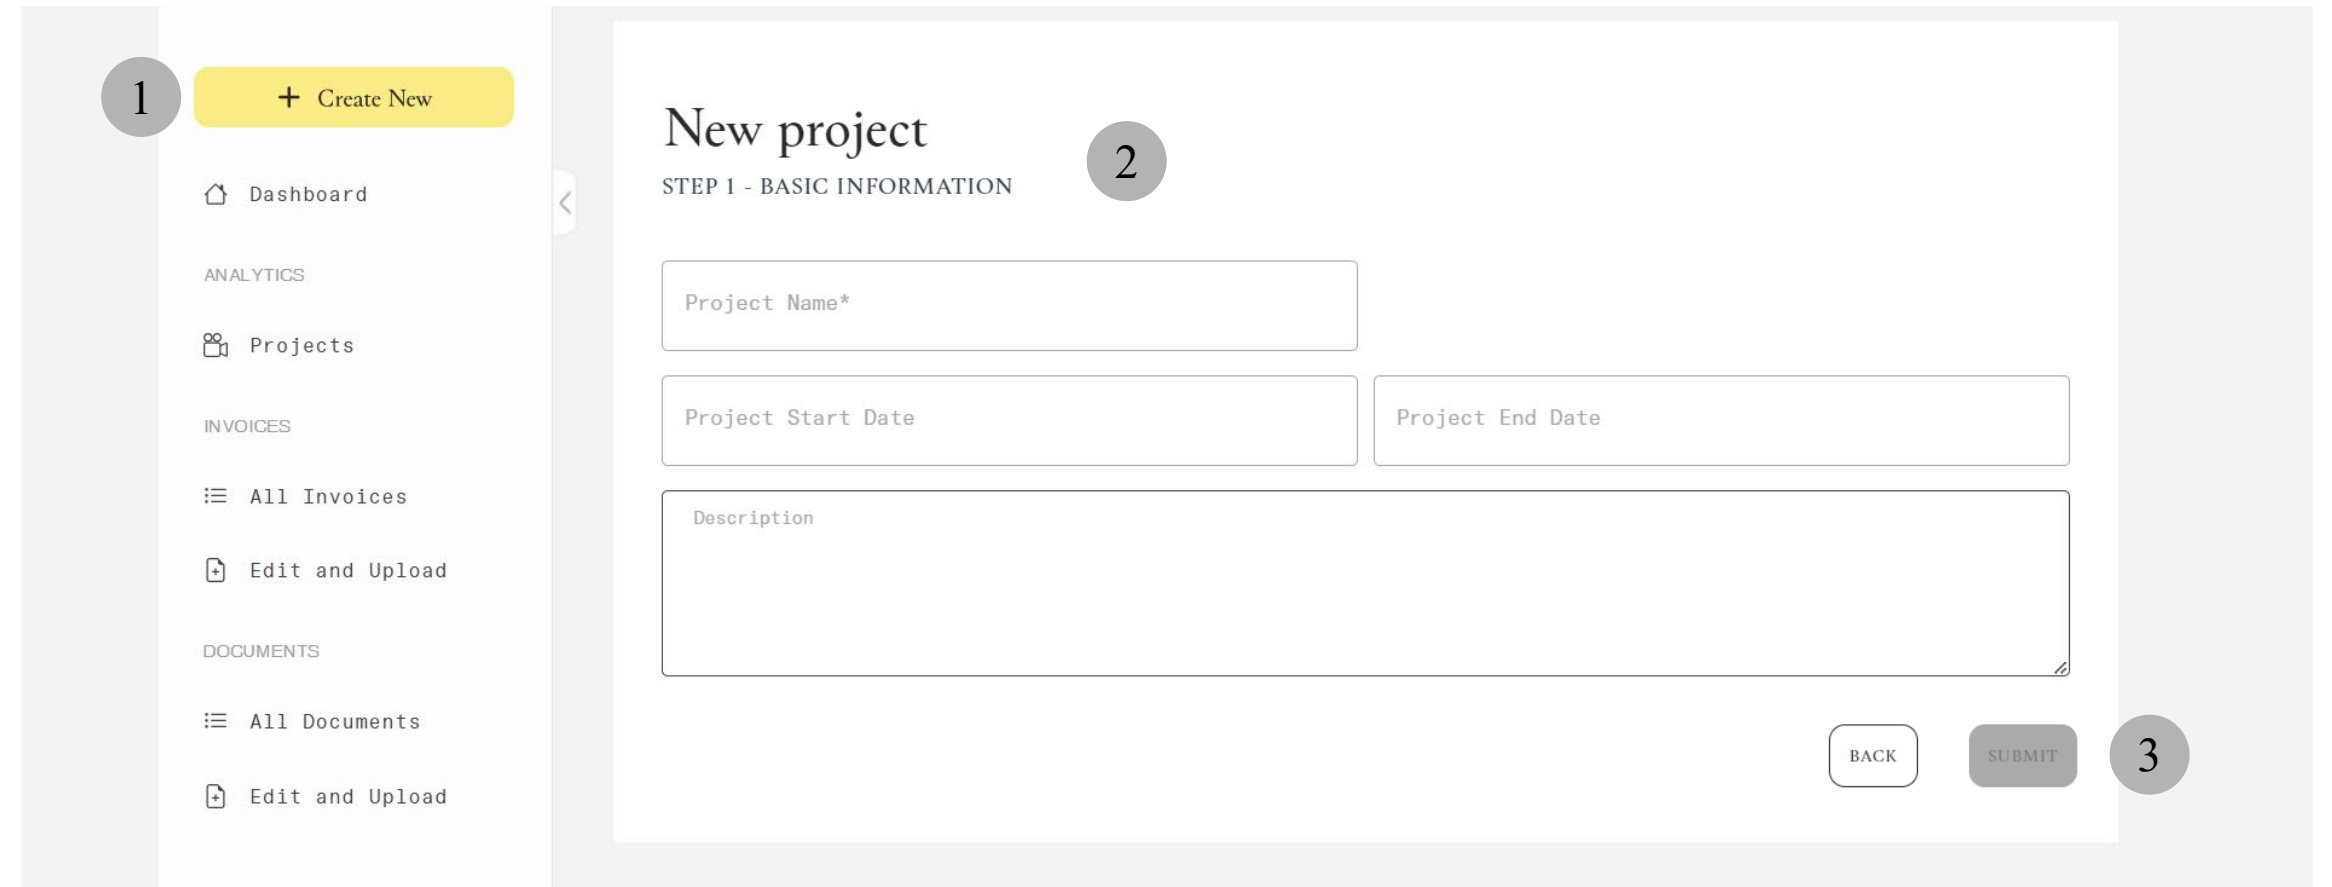 1
+ Create New
Dashboard
ANALYTICS
Projects
INVOICES
All Invoices
Edit and Upload
DOCUMENTS
All Documents
Edit and Upload
New project
2
STEP 1 - BASIC INFORMATION
Project Name*
Project Start Date
Project End Date
Description
BACK
SUBMIT
3